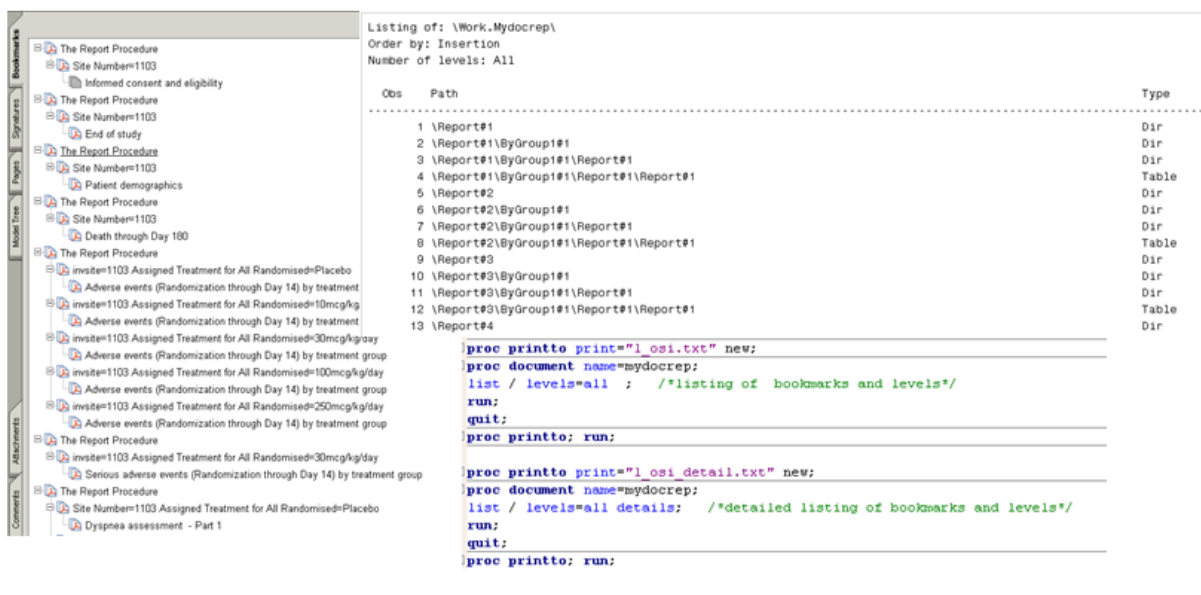 Bookmarks
Signatures
Pages
Model Tree
Attachments
Comments
The Report Procedure
Site Number=1103
Informed consent and eligibility
The Report Procedure
Site Number=1103
End of study
The Report Procedure
Site Number=1103
Patient demographics
The Report Procedure
Site Number=1103
Death through Day 180
The Report Procedure
invsite=1103 Assigned Treatment for All Randomised=Placebo
Adverse events (Randomization through Day 14) by treatment
invsite=1103 Assigned Treatment for All Randomised=10mcg/kg
Adverse events (Randomization through Day 14) by treatment
invsite=1103 Assigned Treatment for All Randomised=30mcg/kg/day
Adverse events (Randomization through Day 14) by treatment group
invsite=1103 Assigned Treatment for All Randomised=100mcg/kg/day
Adverse events (Randomization through Day 14) by treatment group
invsite=1103 Assigned Treatment for All Randomised=250mcg/kg/day
Adverse events (Randomization through Day 14) by treatment group
The Report Procedure
invsite=1103 Assigned Treatment for All Randomised=30mcg/kg/day
Serious adverse events (Randomization through Day 14) by treatment group
The Report Procedure
Site Number=1103 Assigned Treatment for All Randomised=Placebo
Dyspnea assessment - Part 1
Listing of: \Work.Mydocrep\
Order by: Insertion
Number of levels: All
Obs Path Type
1 \Report#1 Dir
2 \Report#1\ByGroup1#1 Dir
3 \Report#1\ByGroup1#1\Report#1 Dir
4 \Report#1\ByGroup1#1\Report#1\Report#1 Table
5 \Report#2 Dir
6 \Report#2\ByGroup1#1 Dir
7 \Report#2\ByGroup1#1\Report#1 Dir
8 \Report#2\ByGroup1#1\Report#1\Report#1 Table
9 \Report#3 Dir
10 \Report#3\ByGroup1#1 Dir
11 \Report#3\ByGroup1#1\Report#1 Dir
12 \Report#3\ByGroup1#1\Report#1\Report#1 Table
13 \Report#4 Dir
proc printto print="l_osi.txt" new;
proc document name=mydocrep;
list / levels=all ; /*listing of bookmarks and levels*/
run;
quit;
proc printto; run;
proc printto print="l_osi_detail.txt" new;
proc document name=mydocrep;
list / levels=all details; /*detailed listing of bookmarks and levels*/
run;
quit;
proc printto; run;